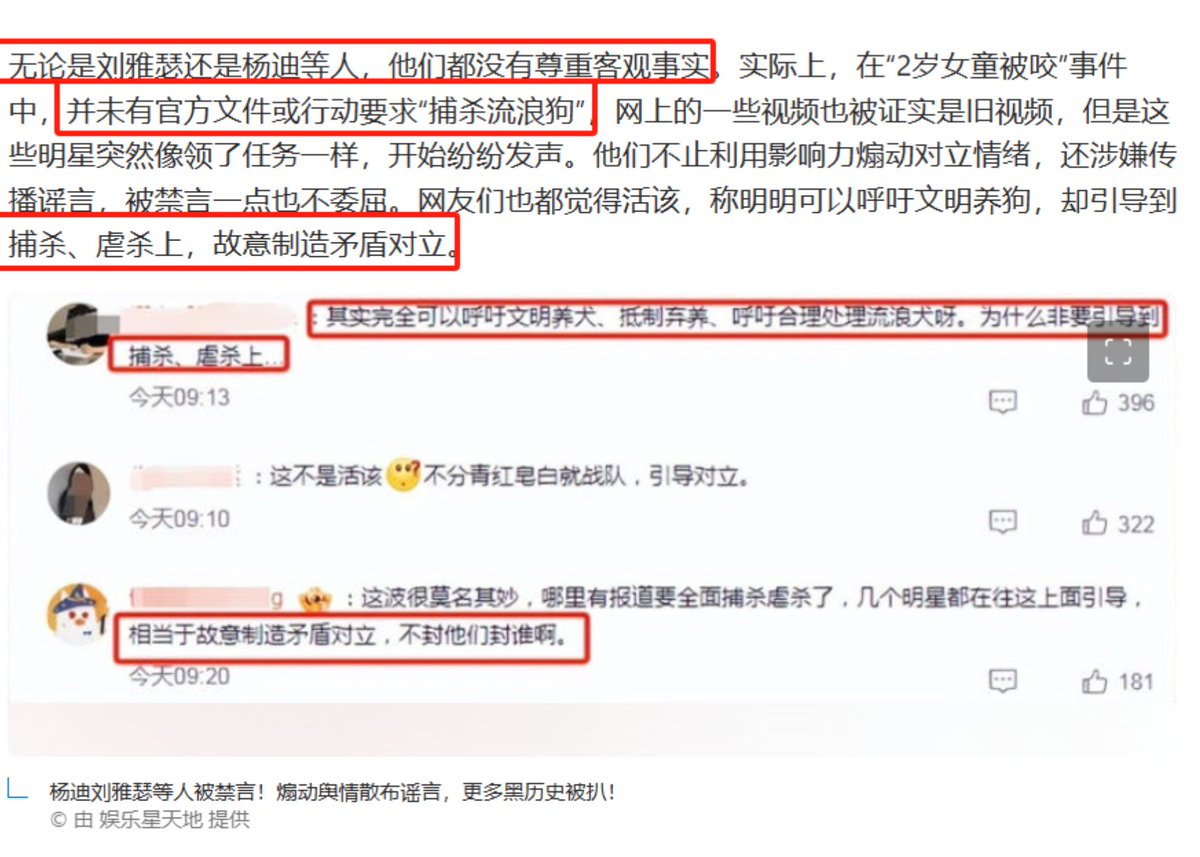 无论是刘雅瑟还是杨迪等人，他们都没有尊重客观事实。实际上，在“2岁女童被咬”事件
中，并未有官方文件或行动要求“捕杀流浪狗”，网上的一些视频也被证实是旧视频，但是这
些明星突然像领了任务一样，开始纷纷发声。他们不止利用影响力煽动对立情绪，还涉嫌传
播谣言，被禁言一点也不委屈。网友们也都觉得活该，称明明可以呼吁文明养狗，却引导到
捕杀、虐杀上，故意制造矛盾对立。
：其实完全可以呼吁文明养犬、抵制弃养、呼吁合理处理流浪犬呀。为什么非要引导到
捕杀、虐杀上...
今天09:13
396
：这不是活该不分青红皂白就战队，引导对立。
今天09:10
322
g ：这波很莫名其妙，哪里有报道要全面捕杀虐杀了，几个明星都在往这上面引导，
相当于故意制造矛盾对立，不封他们封谁啊。
今天09:20
181
杨迪刘雅瑟等人被禁言！煽动舆情散布谣言，更多黑历史被扒！
© 由 娱乐星天地 提供